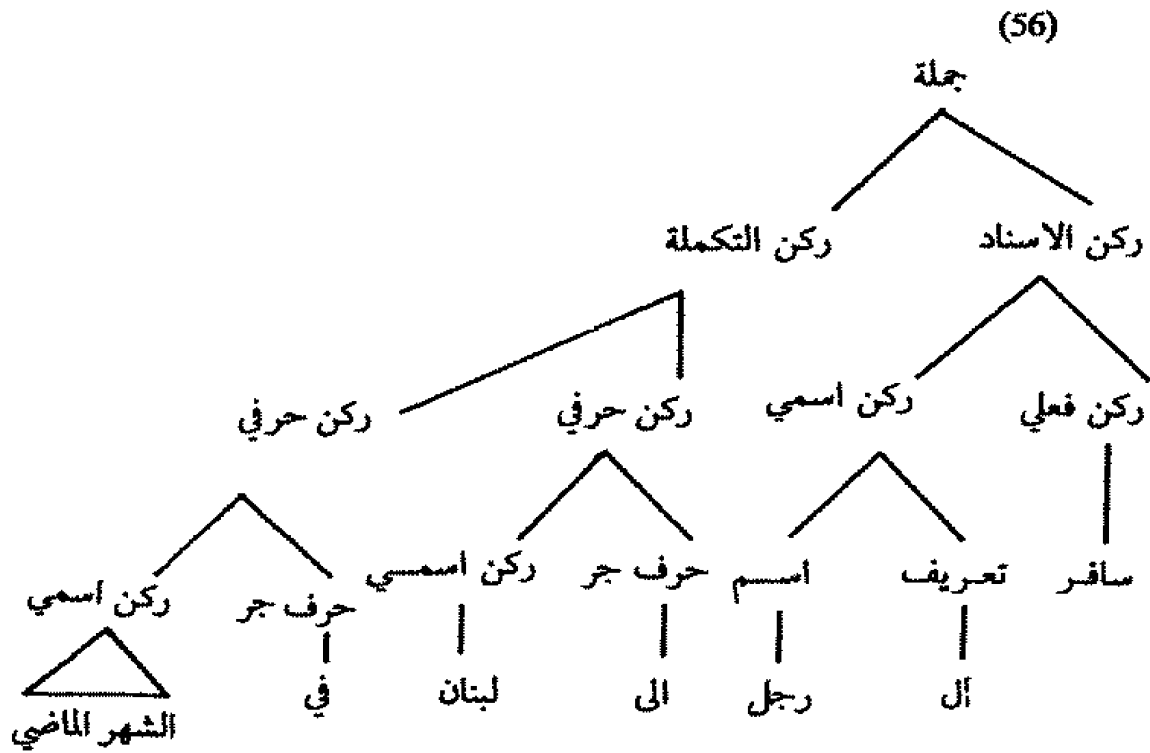 (56)
جملة
ركن الاسناد ركن التكملة
ركن فعلي ركن اسمي ركن حرفي ركن حرفي
سافر تعريف اسم حرف جر ركن اسمي حرف جر ركن اسمي
أل رجل الى لبنان في الشهر الماضي